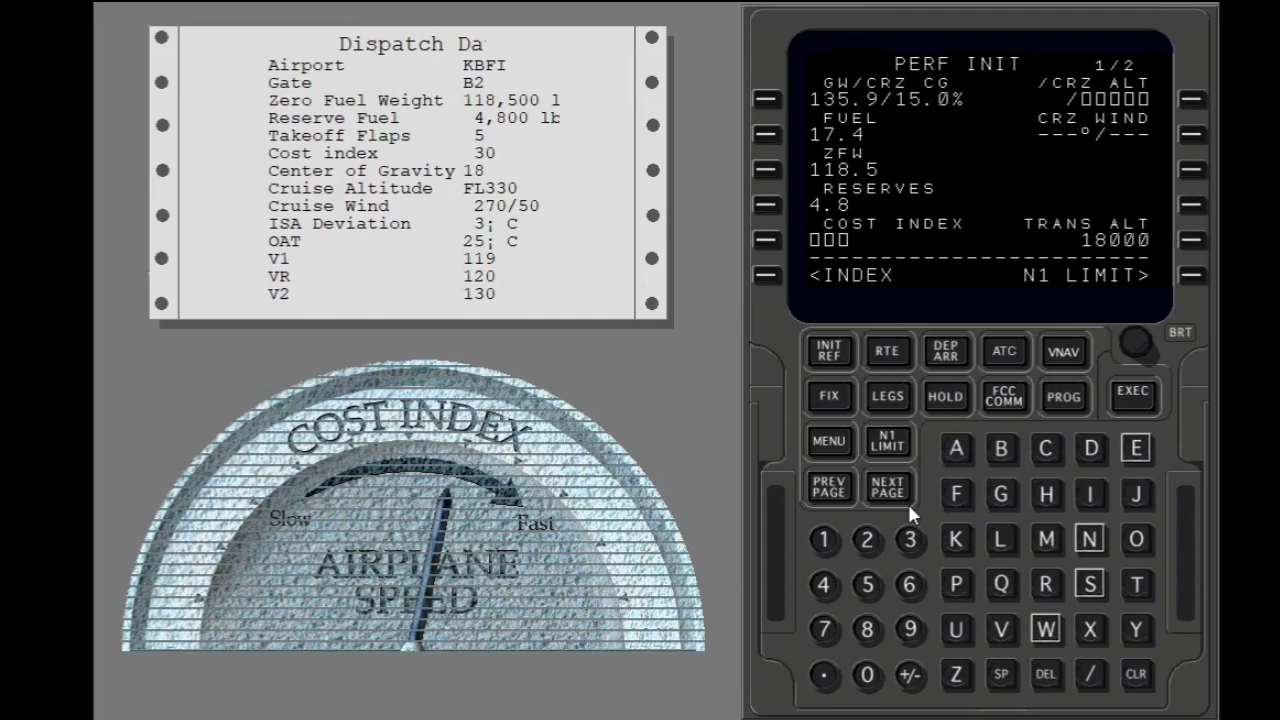 Dispatch Da
Airport KBFI
Gate B2
Zero Fuel Weight 118,500 l
Reserve Fuel 4,800 lb
Takeoff Flaps 5
Cost index 30
Center of Gravity 18
Cruise Altitude FL330
Cruise Wind 270/50
ISA Deviation 3¡ C
OAT 25¡ C
V1 119
VR 120
V2 130
COST INDEX
Slow Fast
AIRPLANE
SPEED
PERF INIT 1/2
GW/CRZ CG /CRZ ALT
135.9/15.0% /▯▯▯▯▯
FUEL CRZ WIND
17.4 ---°/---
ZFW
118.5
RESERVES
4.8
COST INDEX TRANS ALT
▯▯▯ 18000
------------------------
<INDEX N1 LIMIT>
BRT
INIT REF RTE DEP ARR ATC VNAV
FIX LEGS HOLD FCC COMM PROG EXEC
MENU N1 LIMIT
PREV PAGE NEXT PAGE
A B C D E
F G H I J
1 2 3 K L M N O
4 5 6 P Q R S T
7 8 9 U V W X Y
. 0 +/- Z SP DEL / CLR